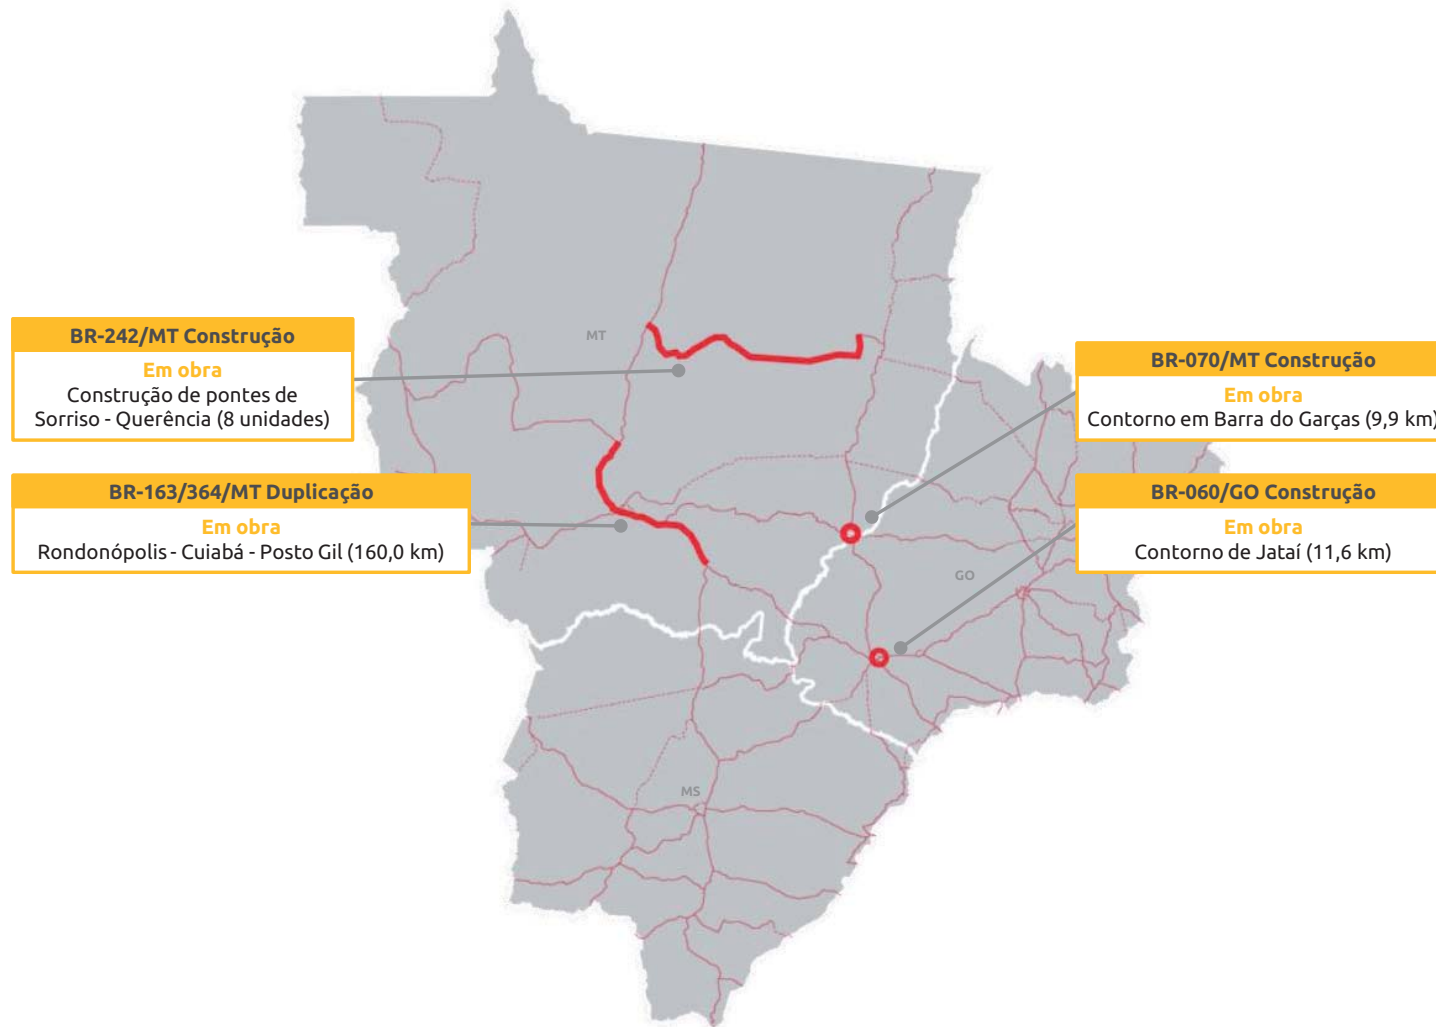 MT
BR-242/MT Construção
Em obra
Construção de pontes de
Sorriso - Querência (8 unidades)
BR-070/MT Construção
Em obra
Contorno em Barra do Garças (9,9 km)
BR-163/364/MT Duplicação
Em obra
Rondonópolis - Cuiabá - Posto Gil (160,0 km)
BR-060/GO Construção
Em obra
Contorno de Jataí (11,6 km)
GO
MS